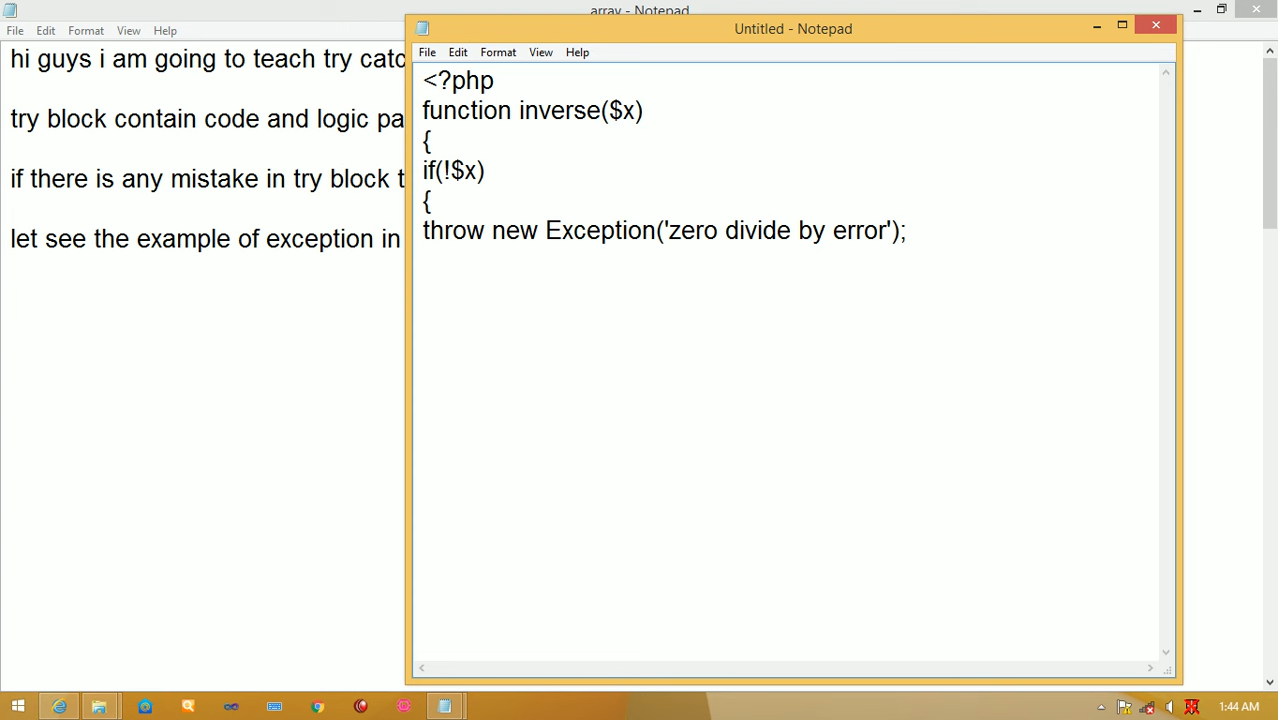 array - Notepad
File Edit Format View Help
hi guys i am going to teach try catc
try block contain code and logic pa
if there is any mistake in try block t
let see the example of exception in
Untitled - Notepad
File Edit Format View Help
<?php
function inverse($x)
{
if(!$x)
{
throw new Exception('zero divide by error');
1:44 AM